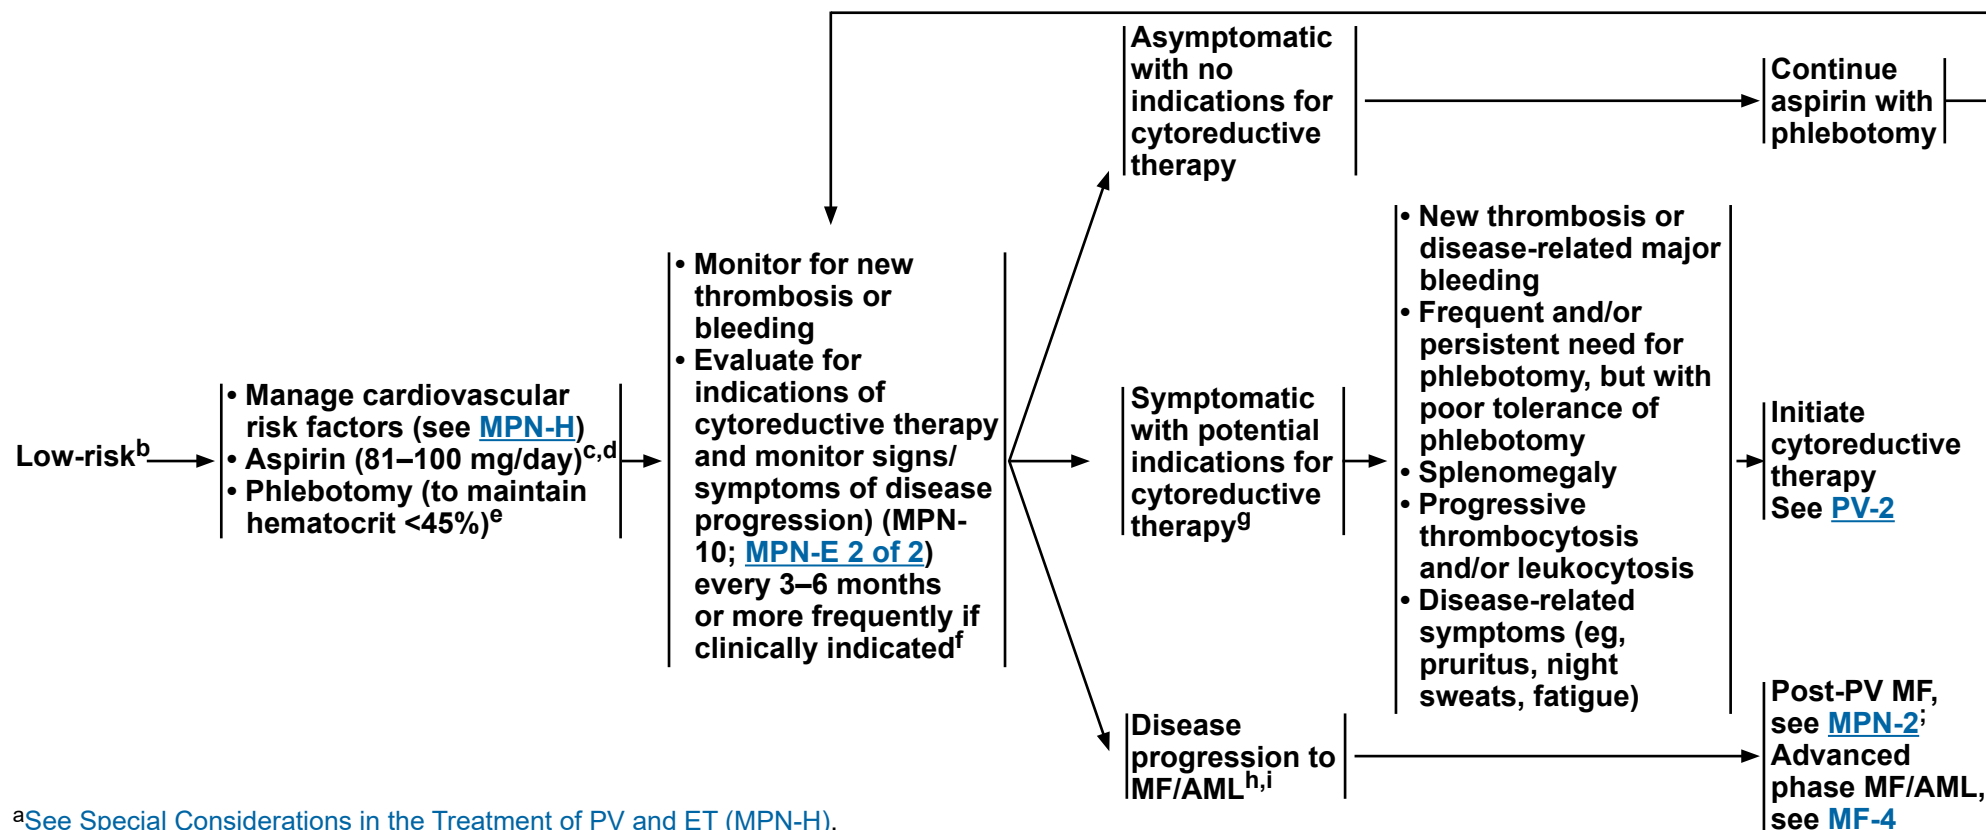 Low-riskb
• Manage cardiovascular
risk factors (see MPN-H)
• Aspirin (81–100 mg/day)c,d
• Phlebotomy (to maintain
hematocrit <45%)e
• Monitor for new
thrombosis or
bleeding
• Evaluate for
indications of
cytoreductive therapy
and monitor signs/
symptoms of disease
progression) (MPN-
10; MPN-E 2 of 2)
every 3–6 months
or more frequently if
clinically indicatedf
Asymptomatic
with no
indications for
cytoreductive
therapy
Continue
aspirin with
phlebotomy
Symptomatic
with potential
indications for
cytoreductive
therapyg
• New thrombosis or
disease-related major
bleeding
• Frequent and/or
persistent need for
phlebotomy, but with
poor tolerance of
phlebotomy
• Splenomegaly
• Progressive
thrombocytosis
and/or leukocytosis
• Disease-related
symptoms (eg,
pruritus, night
sweats, fatigue)
Initiate
cytoreductive
therapy
See PV-2
Disease
progression to
MF/AMLh,i
Post-PV MF,
see MPN-2;
Advanced
phase MF/AML,
see MF-4
aSee Special Considerations in the Treatment of PV and ET (MPN-H).